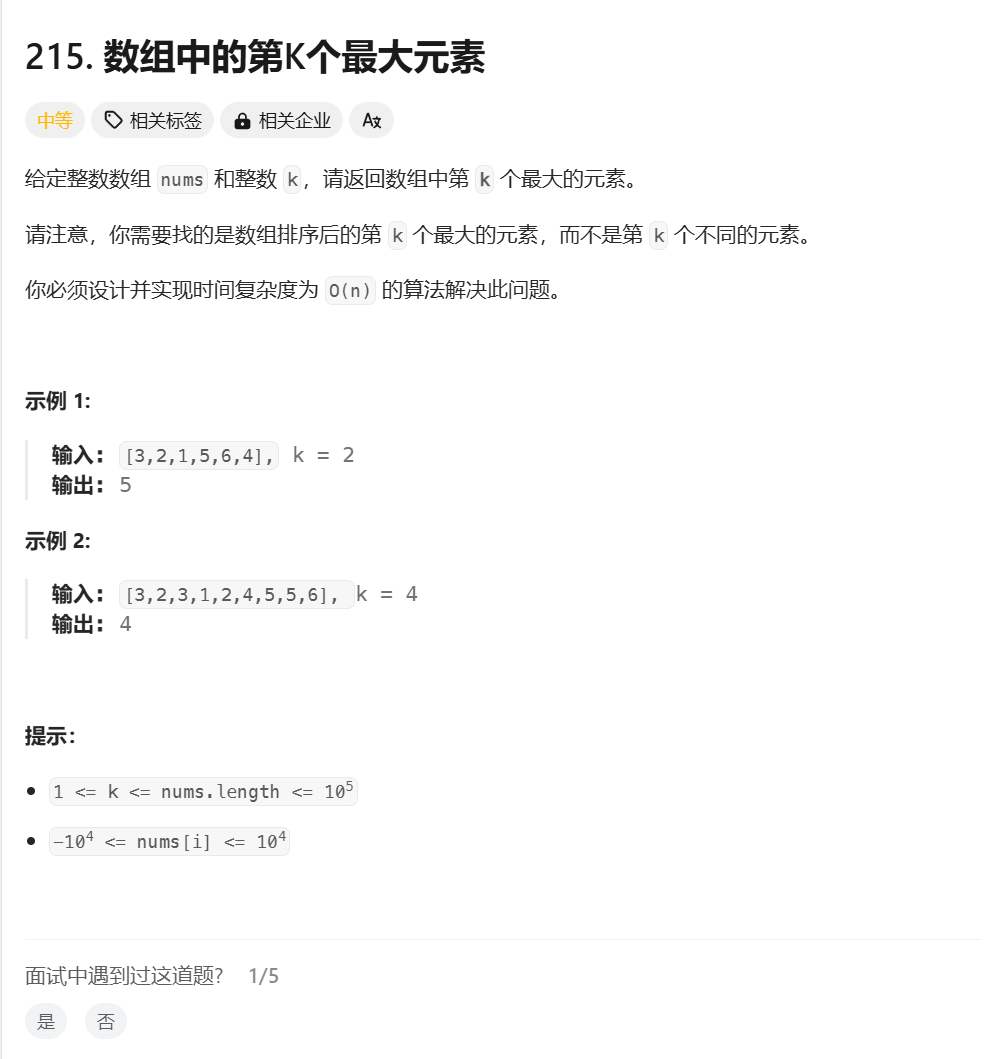 215. 数组中的第K个最大元素
中等 相关标签 相关企业 A文
给定整数数组 nums 和整数 k，请返回数组中第 k 个最大的元素。
请注意，你需要找的是数组排序后的第 k 个最大的元素，而不是第 k 个不同的元素。
你必须设计并实现时间复杂度为 O(n) 的算法解决此问题。
示例 1:
输入: [3,2,1,5,6,4], k = 2
输出: 5
示例 2:
输入: [3,2,3,1,2,4,5,5,6], k = 4
输出: 4
提示：
• 1 <= k <= nums.length <= 10⁵
• -10⁴ <= nums[i] <= 10⁴
面试中遇到过这道题? 1/5
是 否